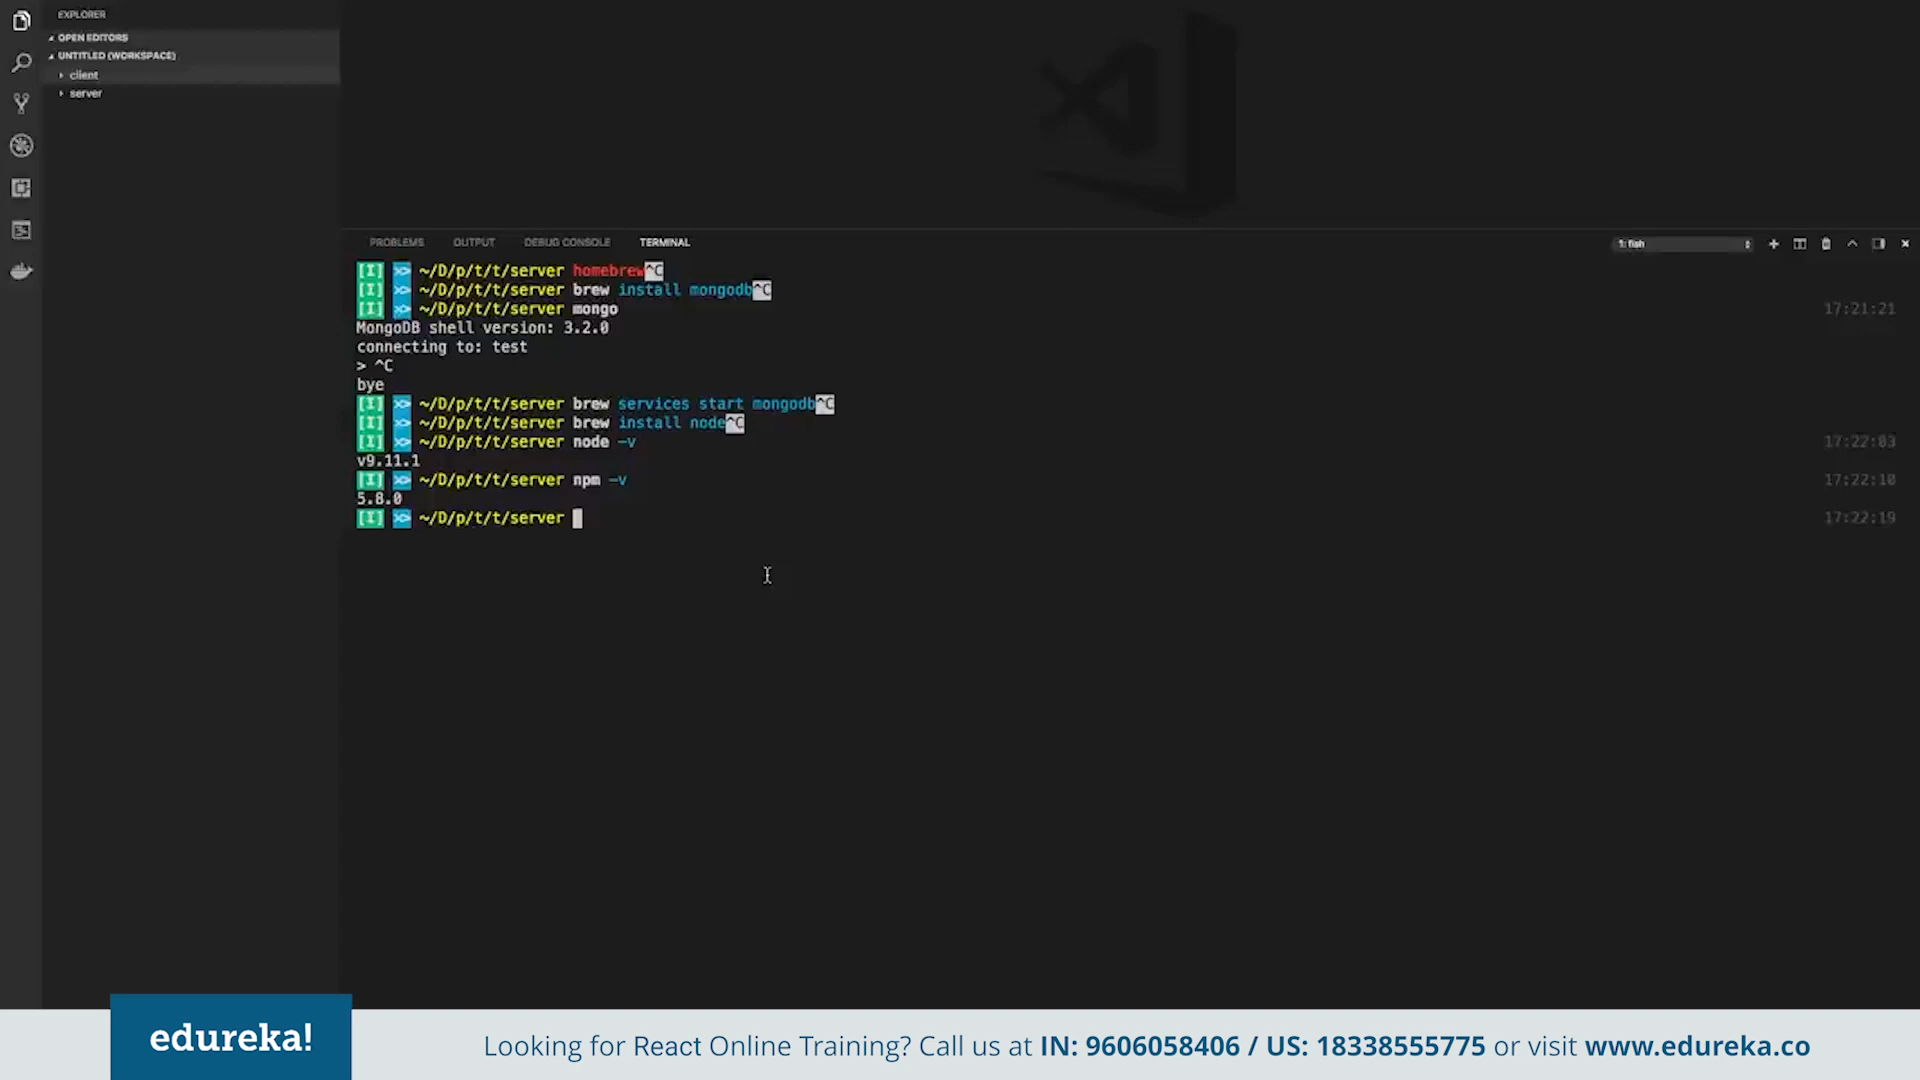 EXPLORER
OPEN EDITORS
UNTITLED (WORKSPACE)
client
server
PROBLEMS OUTPUT DEBUG CONSOLE TERMINAL 1: fish
[I] >> ~/D/p/t/t/server homebrew^C
[I] >> ~/D/p/t/t/server brew install mongodb^C
[I] >> ~/D/p/t/t/server mongo 17:21:21
MongoDB shell version: 3.2.0
connecting to: test
> ^C
bye
[I] >> ~/D/p/t/t/server brew services start mongodb^C
[I] >> ~/D/p/t/t/server brew install node^C
[I] >> ~/D/p/t/t/server node -v 17:22:03
v9.11.1
[I] >> ~/D/p/t/t/server npm -v 17:22:10
5.8.0
[I] >> ~/D/p/t/t/server 17:22:19
edureka!
Looking for React Online Training? Call us at IN: 9606058406 / US: 18338555775 or visit www.edureka.co